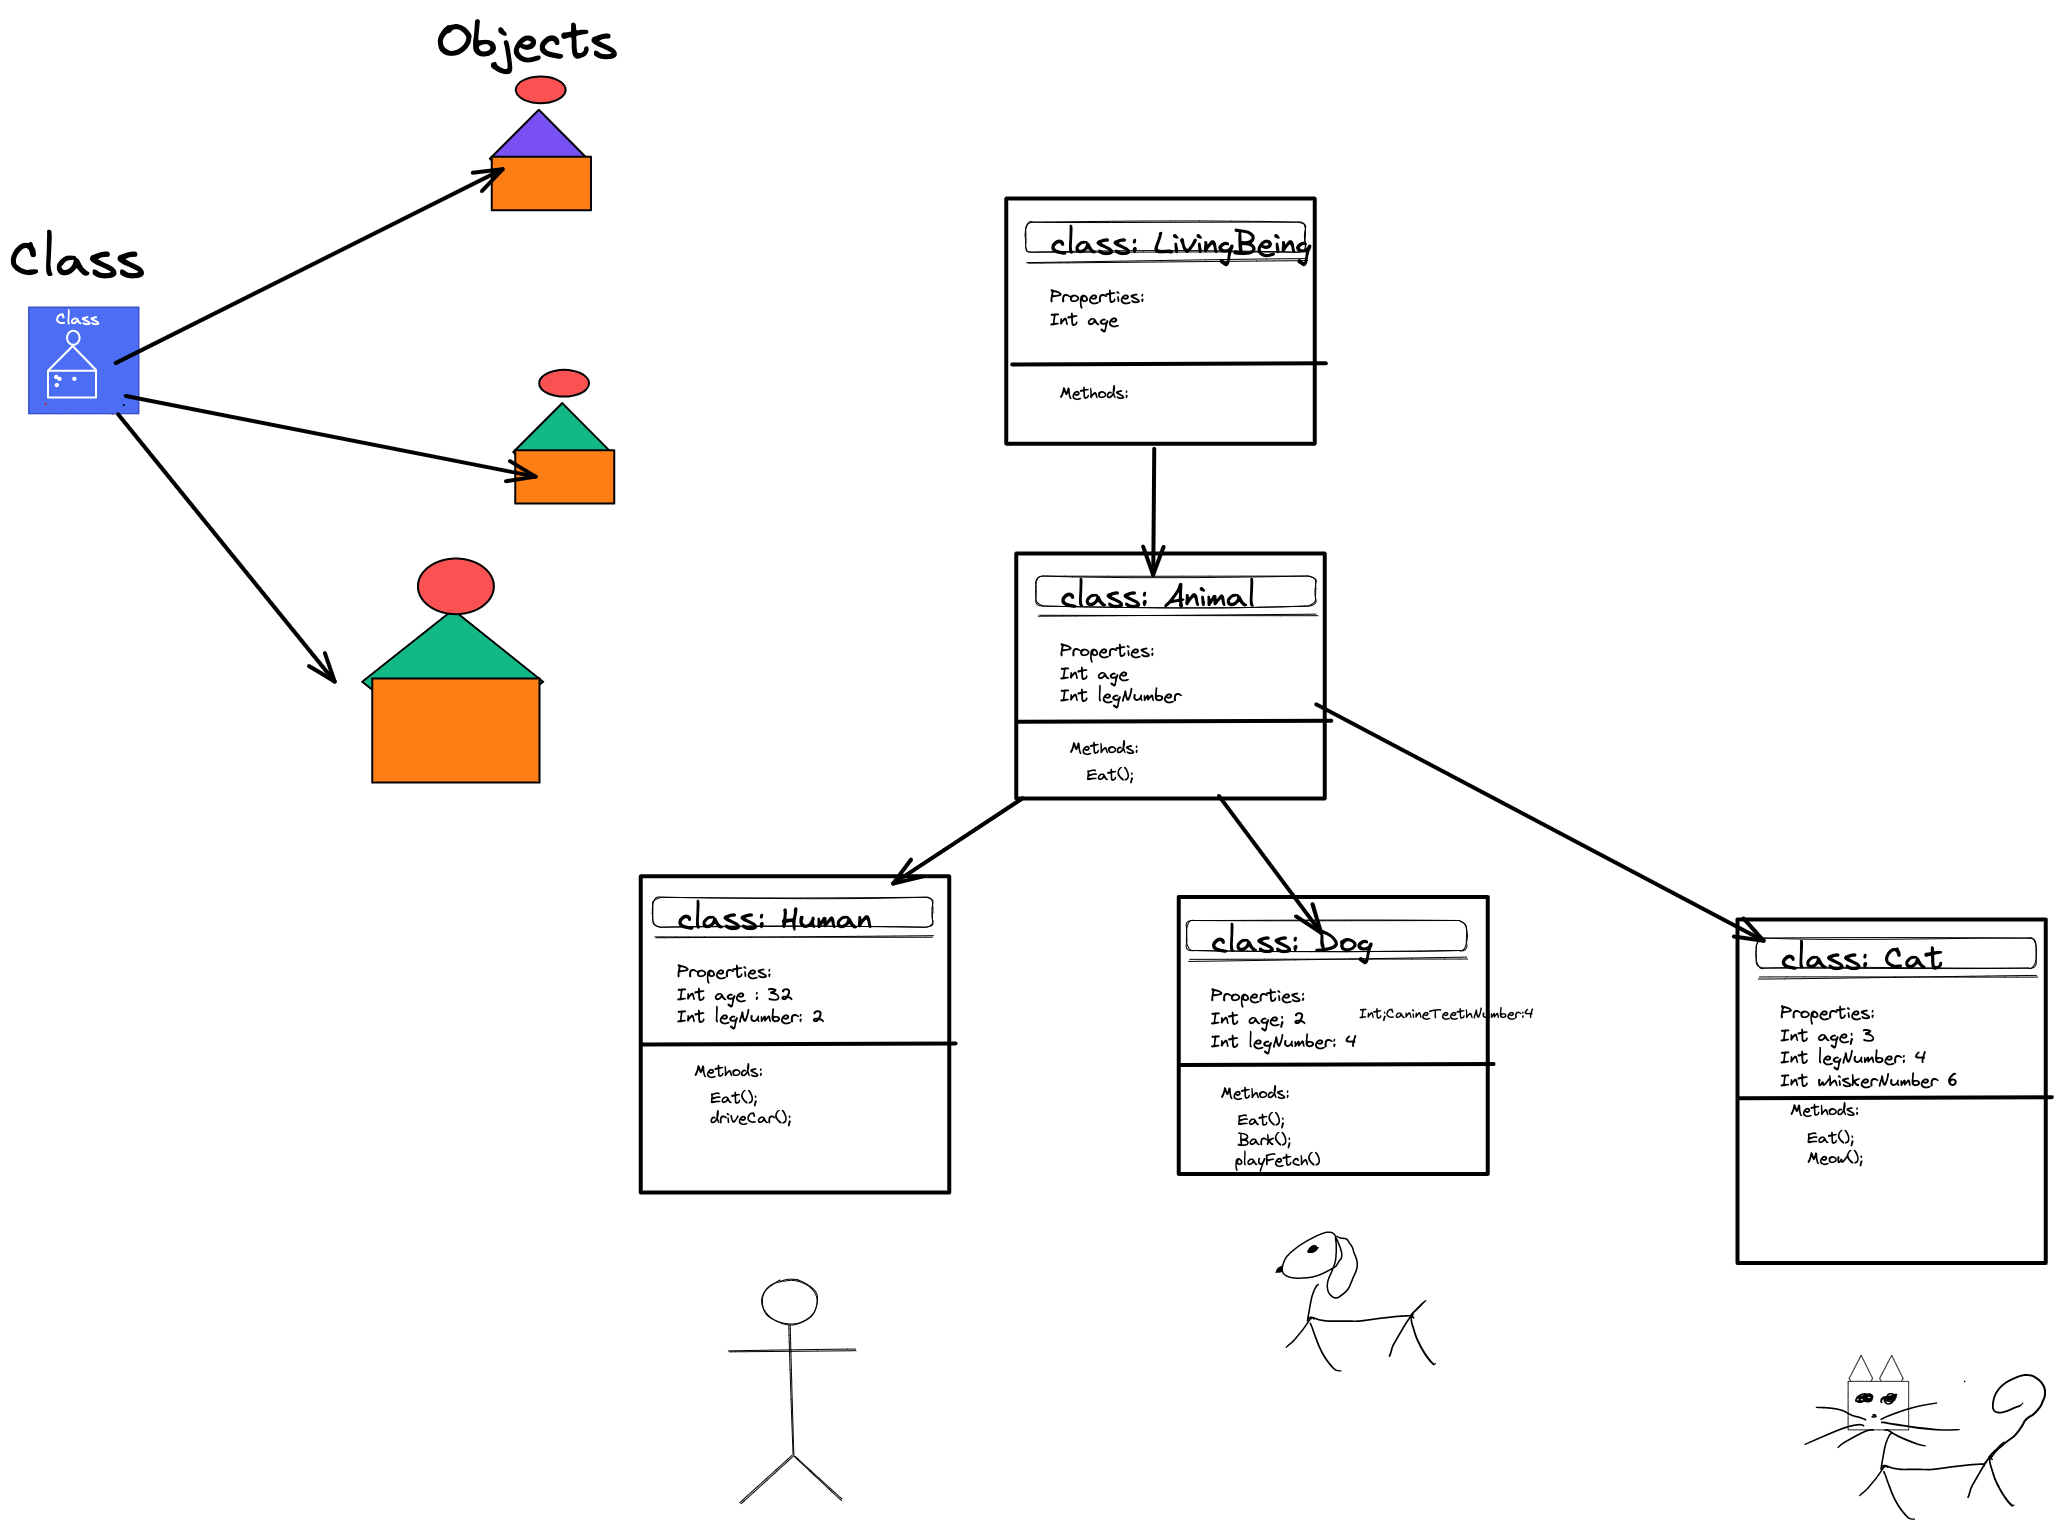 Objects
Class
Class
class: LivingBeing
Properties:
Int age
Methods:
class: Animal
Properties:
Int age
Int legNumber
Methods:
Eat();
class: Human
Properties:
Int age : 32
Int legNumber: 2
Methods:
Eat();
driveCar();
class: Dog
Properties:
Int age; 2
Int;CanineTeethNumber:4
Int legNumber: 4
Methods:
Eat();
Bark();
playFetch()
class: Cat
Properties:
Int age; 3
Int legNumber: 4
Int whiskerNumber 6
Methods:
Eat();
Meow();